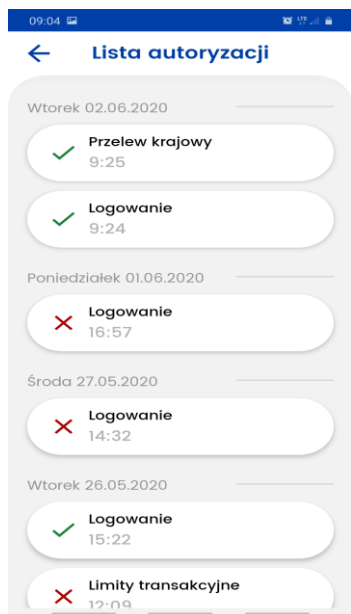 09:04
Lista autoryzacji
Wtorek 02.06.2020
Przelew krajowy
9:25
Logowanie
9:24
Poniedziałek 01.06.2020
Logowanie
16:57
Środa 27.05.2020
Logowanie
14:32
Wtorek 26.05.2020
Logowanie
15:22
Limity transakcyjne
12:09